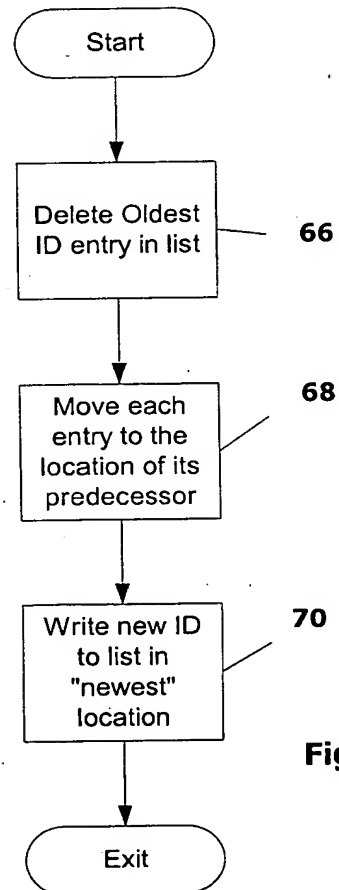 Start
Delete Oldest
ID entry in list
66
Move each
entry to the
location of its
predecessor
68
Write new ID
to list in
"newest"
location
70
Exit